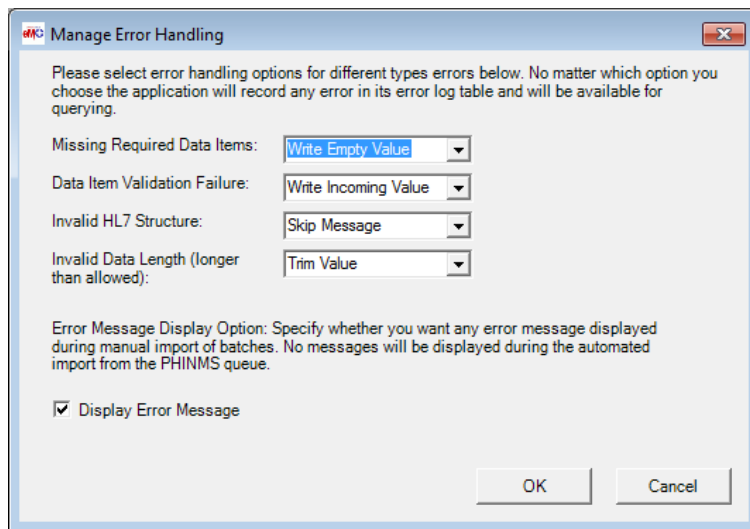 eMC Manage Error Handling
Please select error handling options for different types errors below. No matter which option you
choose the application will record any error in its error log table and will be available for
querying.
Missing Required Data Items: Write Empty Value
Data Item Validation Failure: Write Incoming Value
Invalid HL7 Structure: Skip Message
Invalid Data Length (longer
than allowed): Trim Value
Error Message Display Option: Specify whether you want any error message displayed
during manual import of batches. No messages will be displayed during the automated
import from the PHINMS queue.
Display Error Message
OK Cancel